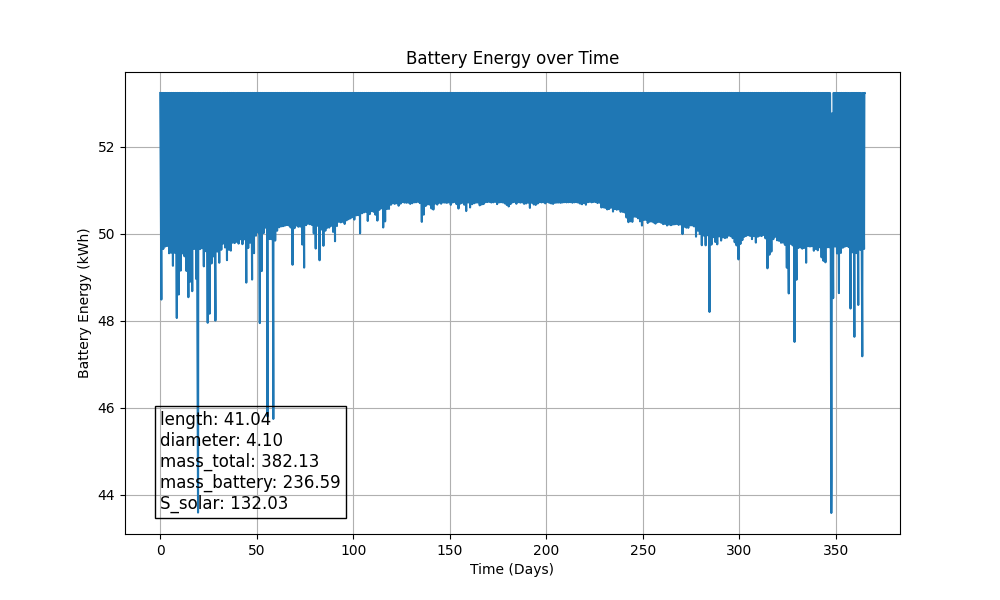 Battery Energy over Time
Battery Energy (kWh)
52
50
48
46
44
length: 41.04
diameter: 4.10
mass_total: 382.13
mass_battery: 236.59
S_solar: 132.03
0 50 100 150 200 250 300 350
Time (Days)